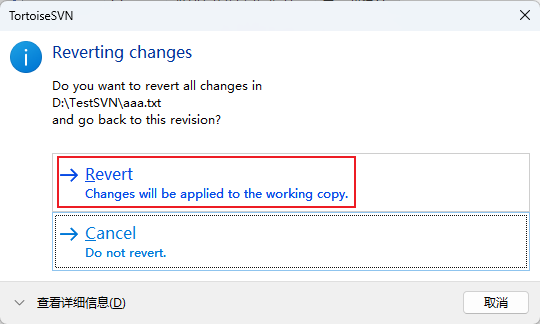 TortoiseSVN
Reverting changes
Do you want to revert all changes in
D:\TestSVN\aaa.txt
and go back to this revision?
Revert
Changes will be applied to the working copy.
Cancel
Do not revert.
查看详细信息(D)
取消